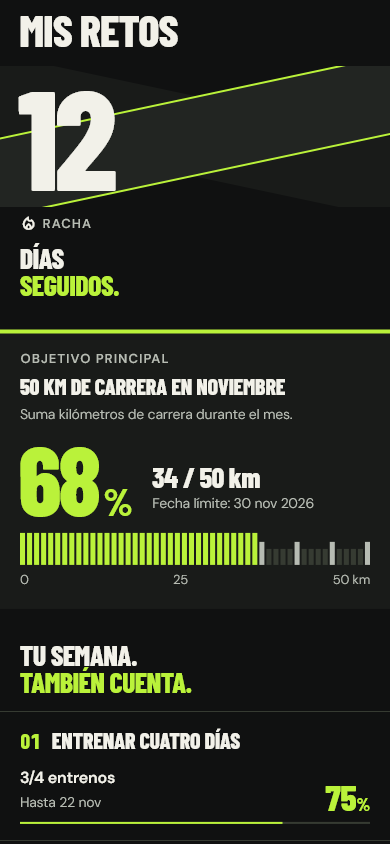 MIS RETOS
12
RACHA
DÍAS
SEGUIDOS.
OBJETIVO PRINCIPAL
50 KM DE CARRERA EN NOVIEMBRE
Suma kilómetros de carrera durante el mes.
68%
34 / 50 km
Fecha límite: 30 nov 2026
0 25 50 km
TU SEMANA.
TAMBIÉN CUENTA.
01 ENTRENAR CUATRO DÍAS
3/4 entrenos
Hasta 22 nov
75%